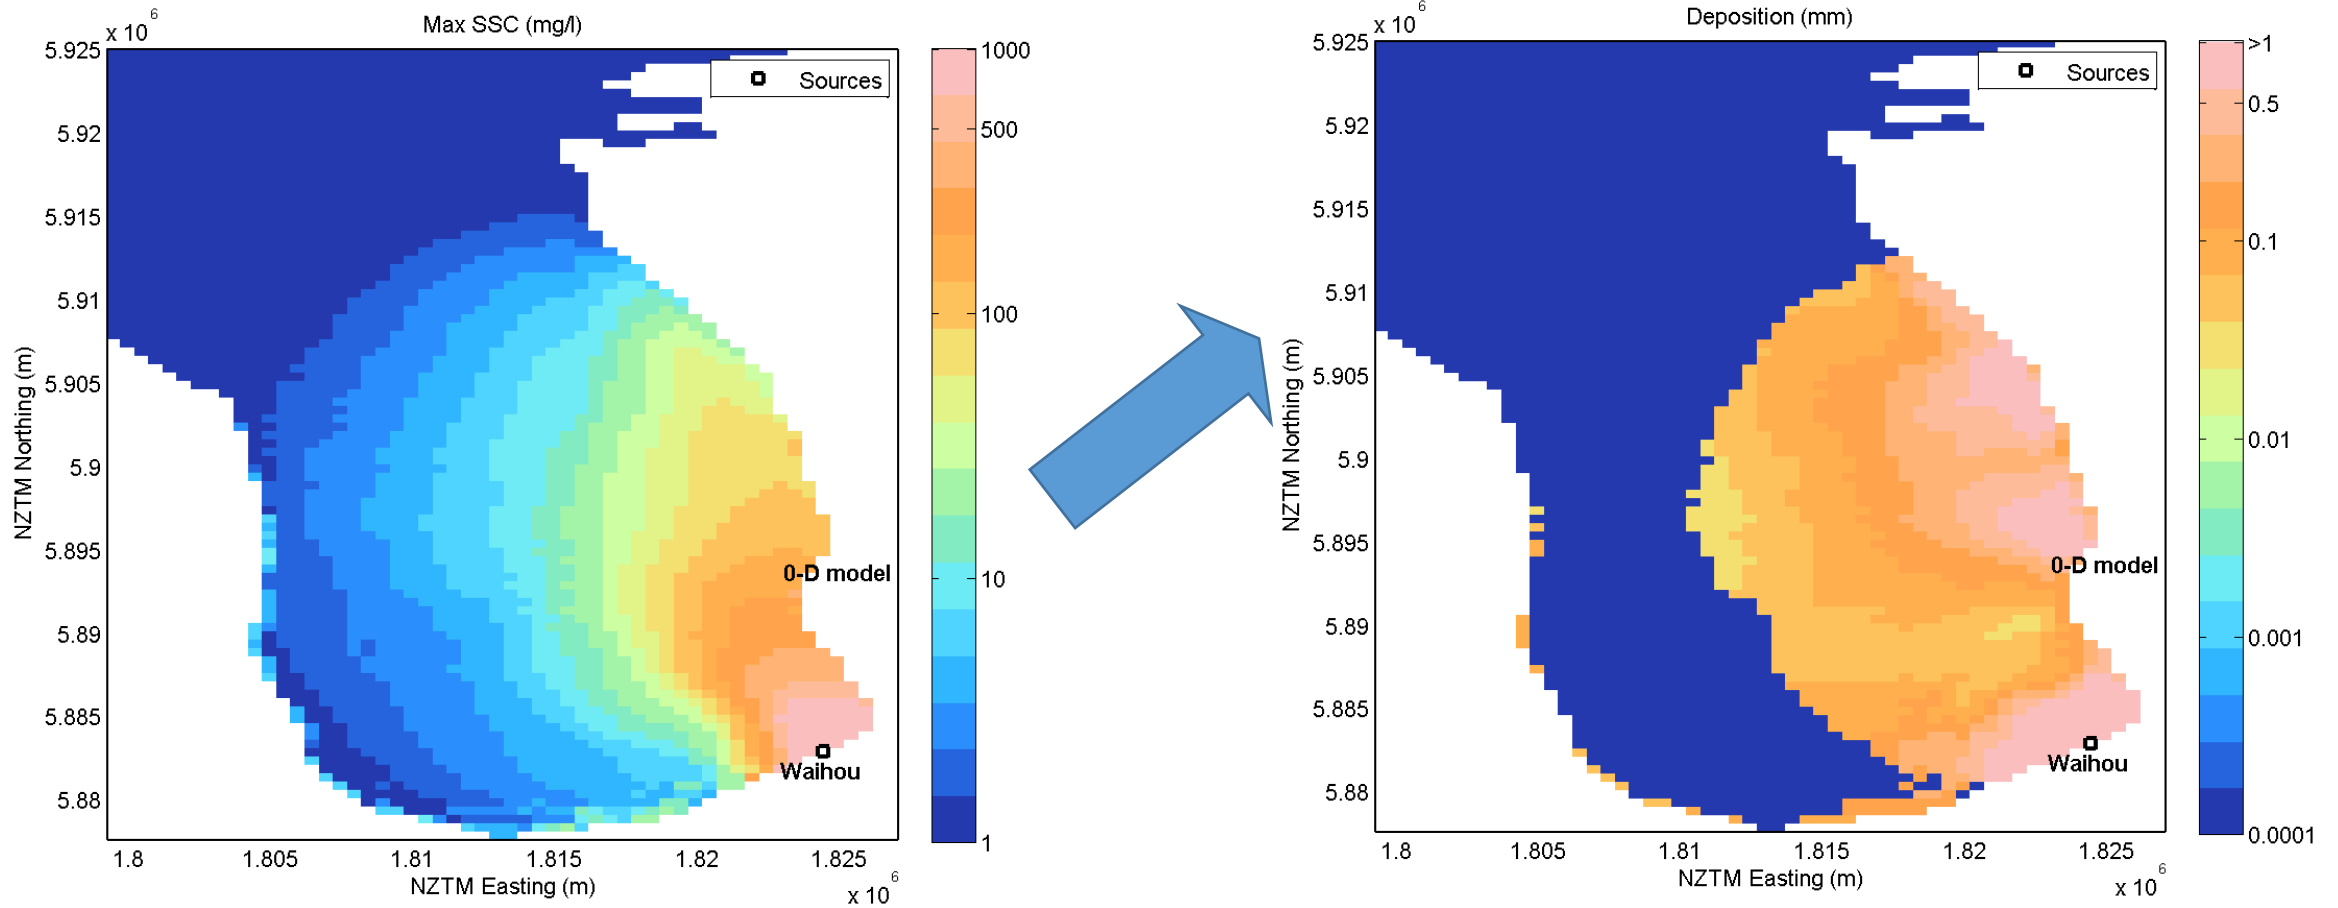 Max SSC (mg/l)
x 10^6
5.925
5.92
5.915
5.91
5.905
5.9
5.895
5.89
5.885
5.88
NZTM Northing (m)
Sources
0-D model
Waihou
1.8
1.805
1.81
1.815
1.82
1.825
NZTM Easting (m)
x 10^6
1000
500
100
10
1
Deposition (mm)
x 10^6
5.925
5.92
5.915
5.91
5.905
5.9
5.895
5.89
5.885
5.88
NZTM Northing (m)
Sources
0-D model
Waihou
1.8
1.805
1.81
1.815
1.82
1.825
NZTM Easting (m)
x 10^6
>1
0.5
0.1
0.01
0.001
0.0001